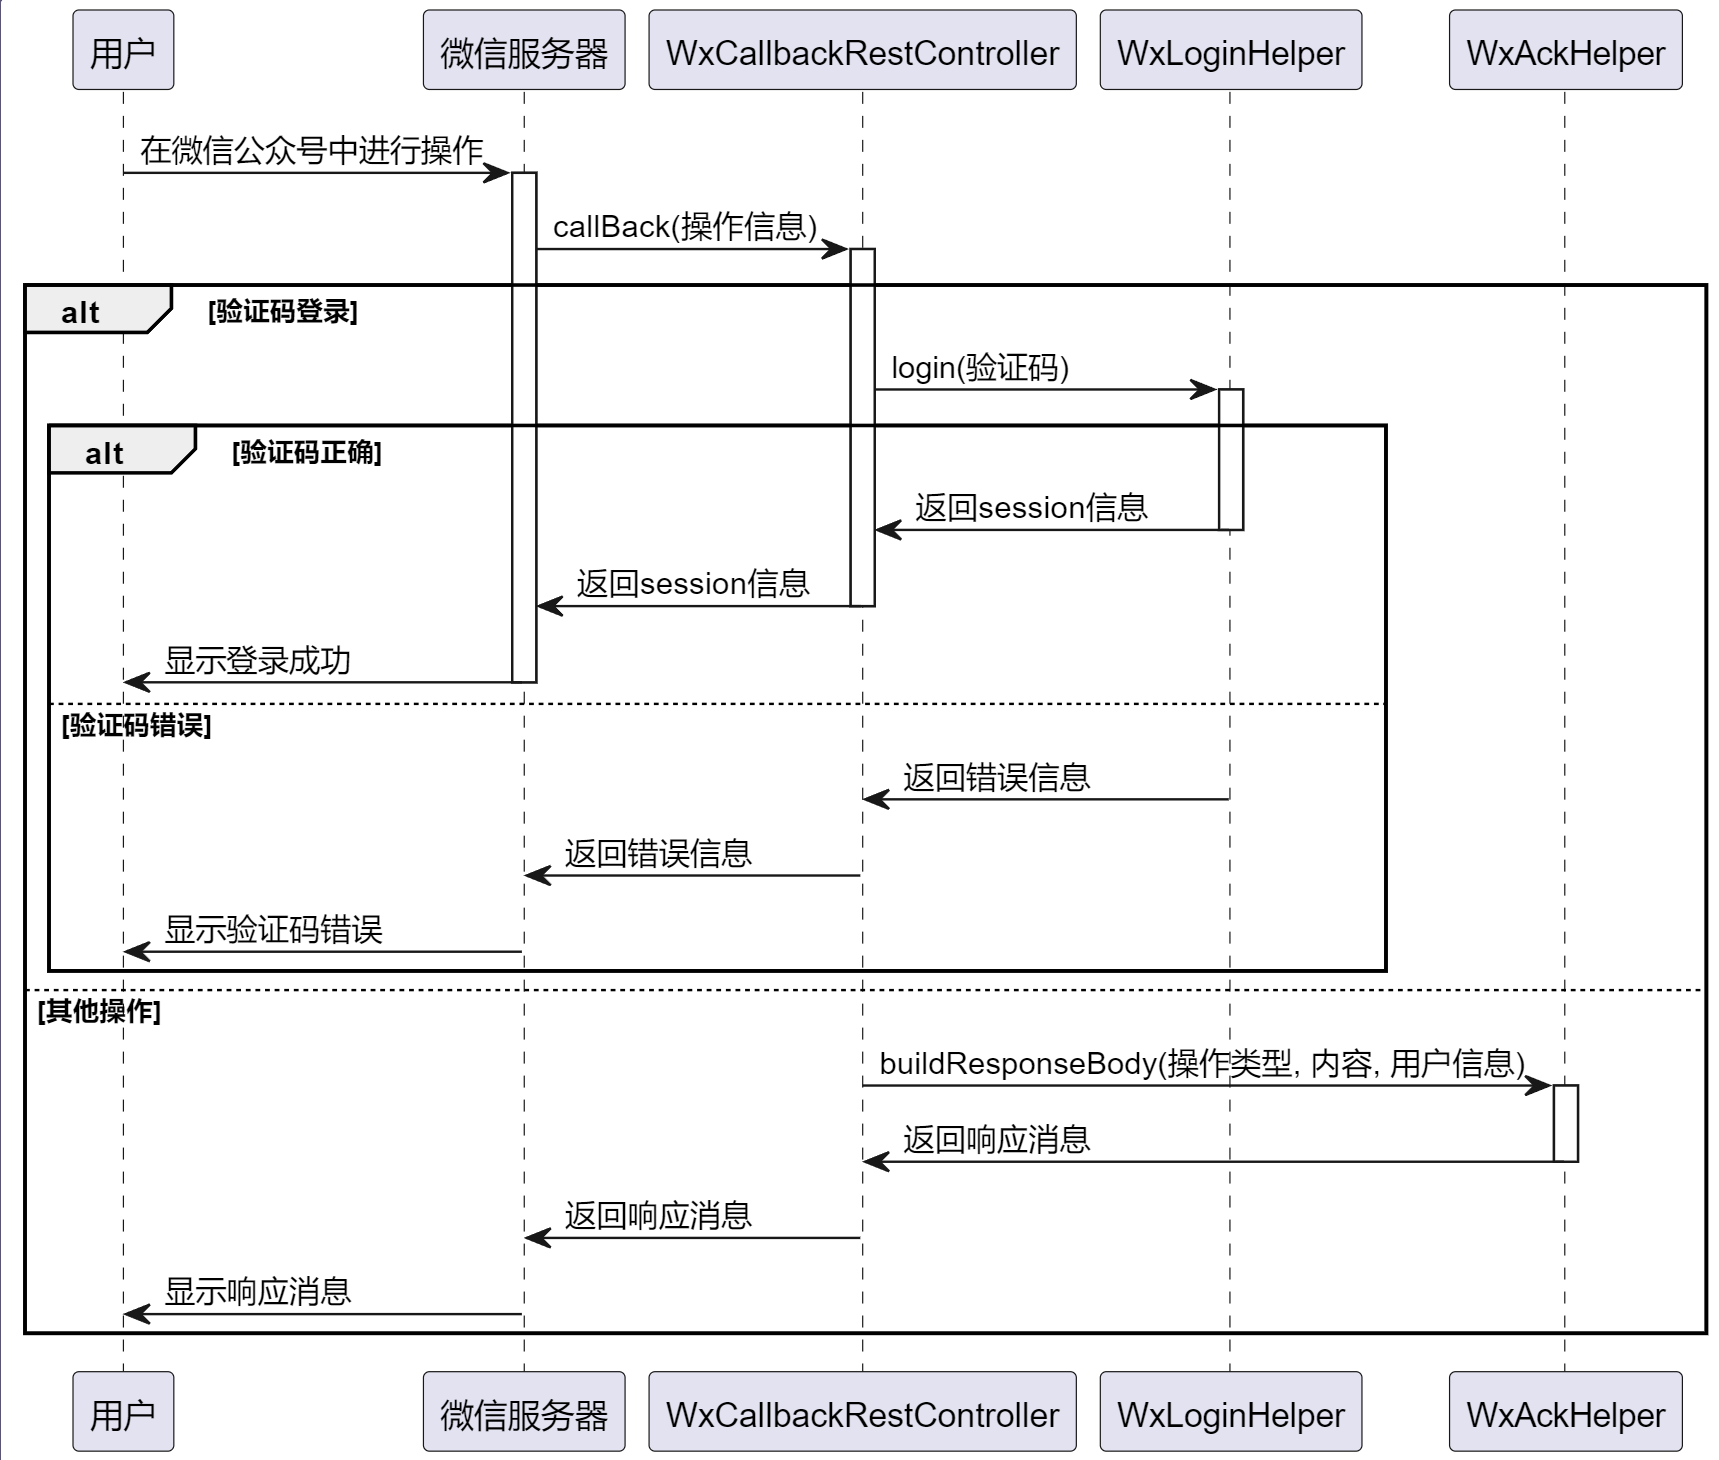 用户
微信服务器
WxCallbackRestController
WxLoginHelper
WxAckHelper
在微信公众号中进行操作
callBack(操作信息)
alt
[验证码登录]
login(验证码)
alt
[验证码正确]
返回session信息
返回session信息
显示登录成功
[验证码错误]
返回错误信息
返回错误信息
显示验证码错误
[其他操作]
buildResponseBody(操作类型, 内容, 用户信息)
返回响应消息
返回响应消息
显示响应消息
用户
微信服务器
WxCallbackRestController
WxLoginHelper
WxAckHelper